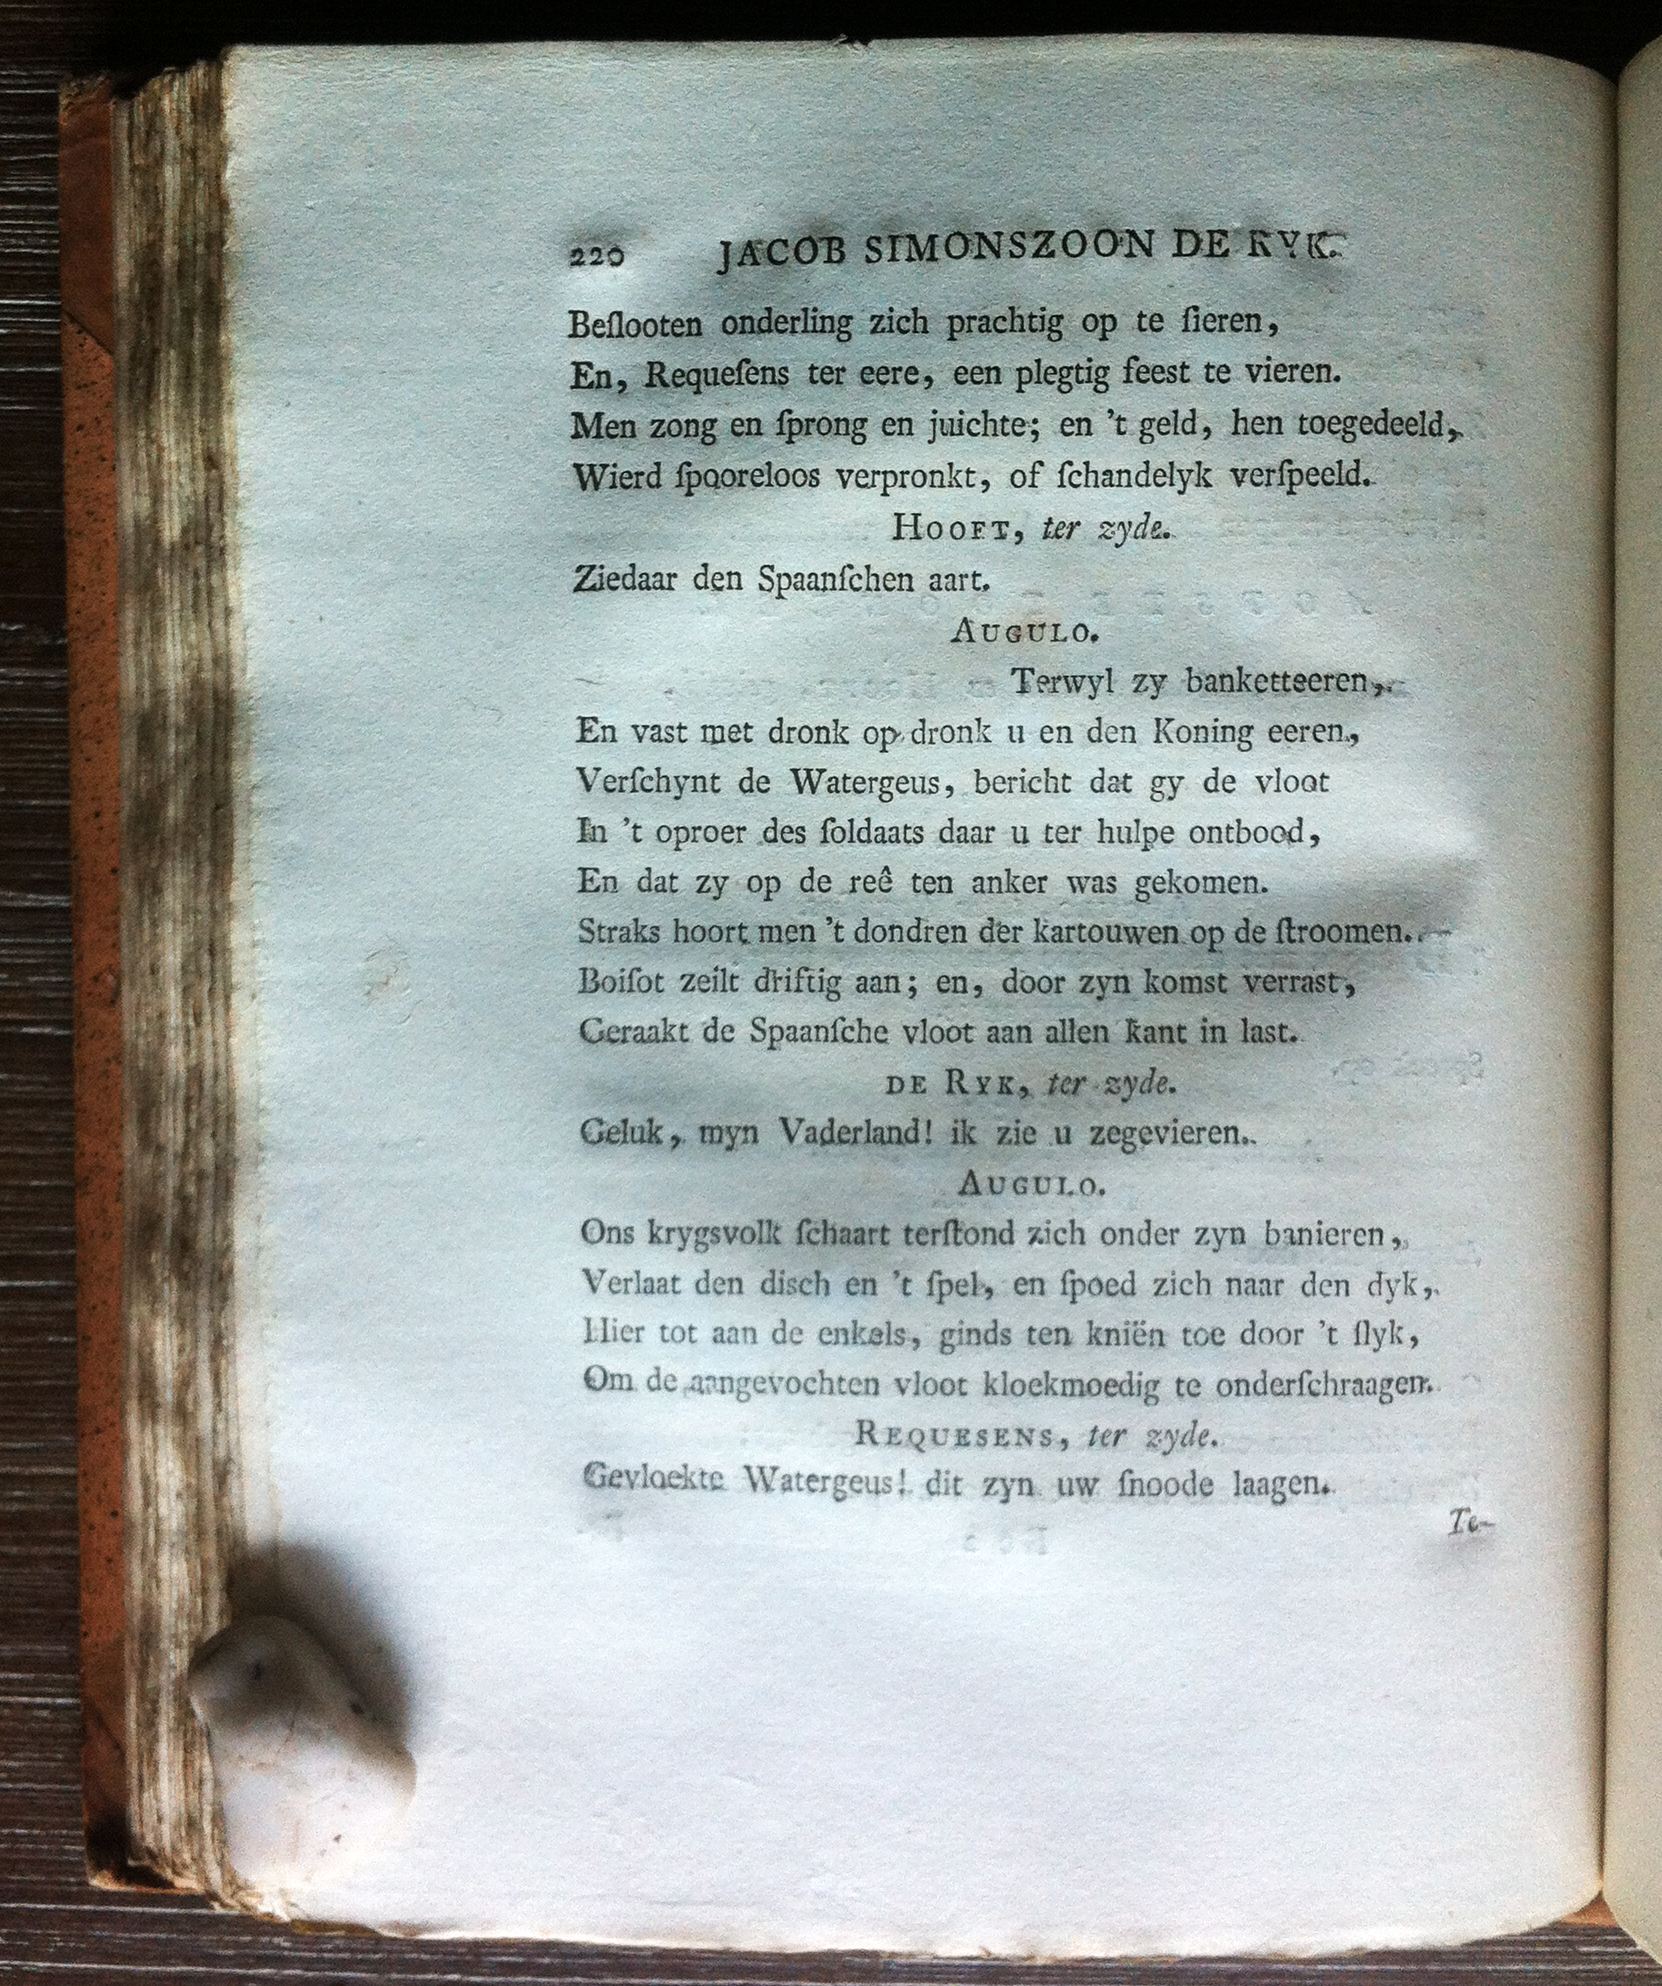 220 JACOB SIMONSZOON DE RYK.
Beſlooten onderling zich prachtig op te ſieren,
En, Requeſens ter eere, een plegtig feest te vieren.
Men zong en ſprong en juichte; en 't geld, hen toegedeeld,
Wierd ſpooreloos verpronkt, of ſchandelyk verſpeeld.
HOOFT, ter zyde.
Ziedaar den Spaanſchen aart.
AUGULO.
Terwyl zy banketteeren,
En vast met dronk op dronk u en den Koning eeren,
Verſchynt de Watergeus, bericht dat gy de vloot
In 't oproer des ſoldaats daar u ter hulpe ontbood,
En dat zy op de reê ten anker was gekomen.
Straks hoort men 't dondren der kartouwen op de ſtroomen.
Boiſot zeilt driftig aan; en, door zyn komst verrast,
Geraakt de Spaanſche vloot aan allen kant in last.
DE RYK, ter zyde.
Geluk, myn Vaderland! ik zie u zegevieren.
AUGULO.
Ons krygsvolk ſchaart terſtond zich onder zyn banieren,
Verlaat den disch en 't ſpel, en ſpoed zich naar den dyk,
Hier tot aan de enkels, ginds ten kniën toe door 't ſlyk,
Om de aangevochten vloot kloekmoedig te onderſchraagen.
REQUESENS, ter zyde.
Gevloekte Watergeus! dit zyn uw ſnoode laagen.
Te-